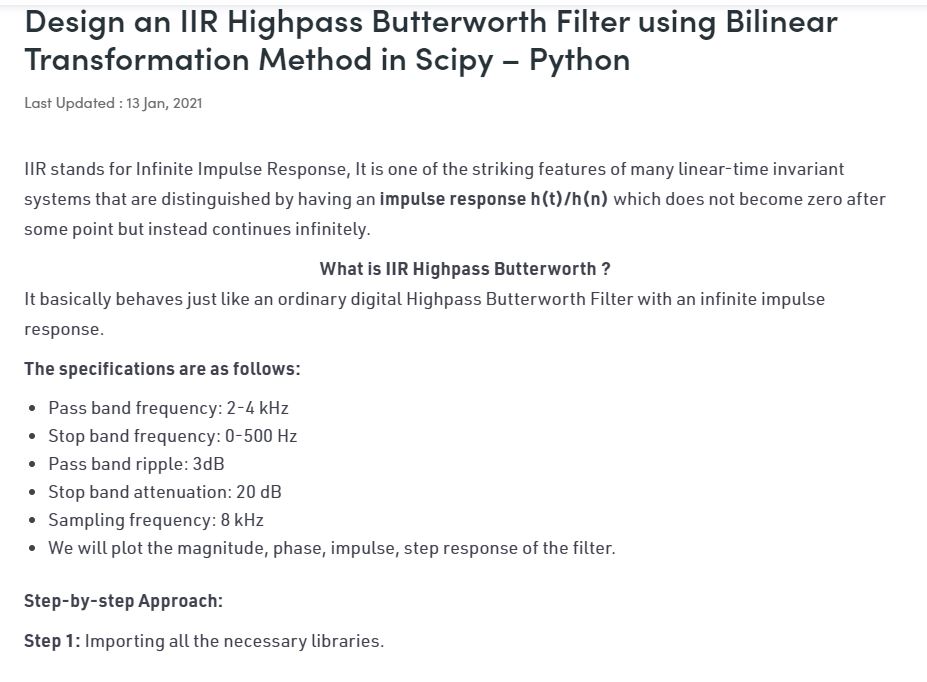 Design an IIR Highpass Butterworth Filter using Bilinear
Transformation Method in Scipy – Python
Last Updated : 13 Jan, 2021
IIR stands for Infinite Impulse Response, It is one of the striking features of many linear-time invariant
systems that are distinguished by having an impulse response h(t)/h(n) which does not become zero after
some point but instead continues infinitely.
What is IIR Highpass Butterworth ?
It basically behaves just like an ordinary digital Highpass Butterworth Filter with an infinite impulse
response.
The specifications are as follows:
• Pass band frequency: 2-4 kHz
• Stop band frequency: 0-500 Hz
• Pass band ripple: 3dB
• Stop band attenuation: 20 dB
• Sampling frequency: 8 kHz
• We will plot the magnitude, phase, impulse, step response of the filter.
Step-by-step Approach:
Step 1: Importing all the necessary libraries.